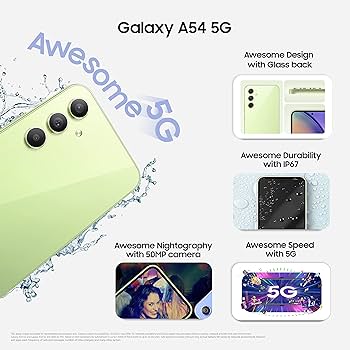 Galaxy A54 5G
Awesome 5G
Awesome Design
with Glass back
Awesome Durability
with IP67
Awesome Nightography
with 50MP camera
Awesome Speed
with 5G
5G